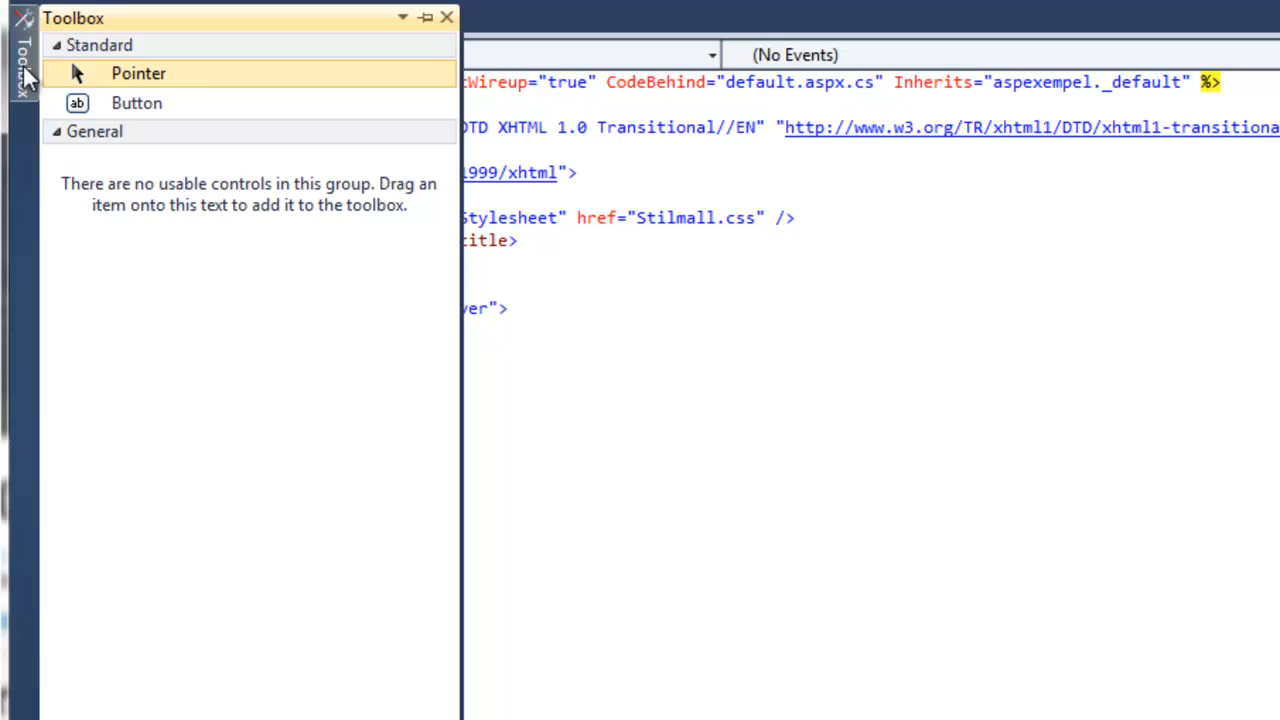 Toolbox
Toolbox
Standard
Pointer
ab Button
General
There are no usable controls in this group. Drag an
item onto this text to add it to the toolbox.
(No Events)
Wireup="true" CodeBehind="default.aspx.cs" Inherits="aspexempel._default" %>
DTD XHTML 1.0 Transitional//EN" "http://www.w3.org/TR/xhtml1/DTD/xhtml1-transitiona
1999/xhtml">
Stylesheet" href="Stilmall.css" />
title>
ver">